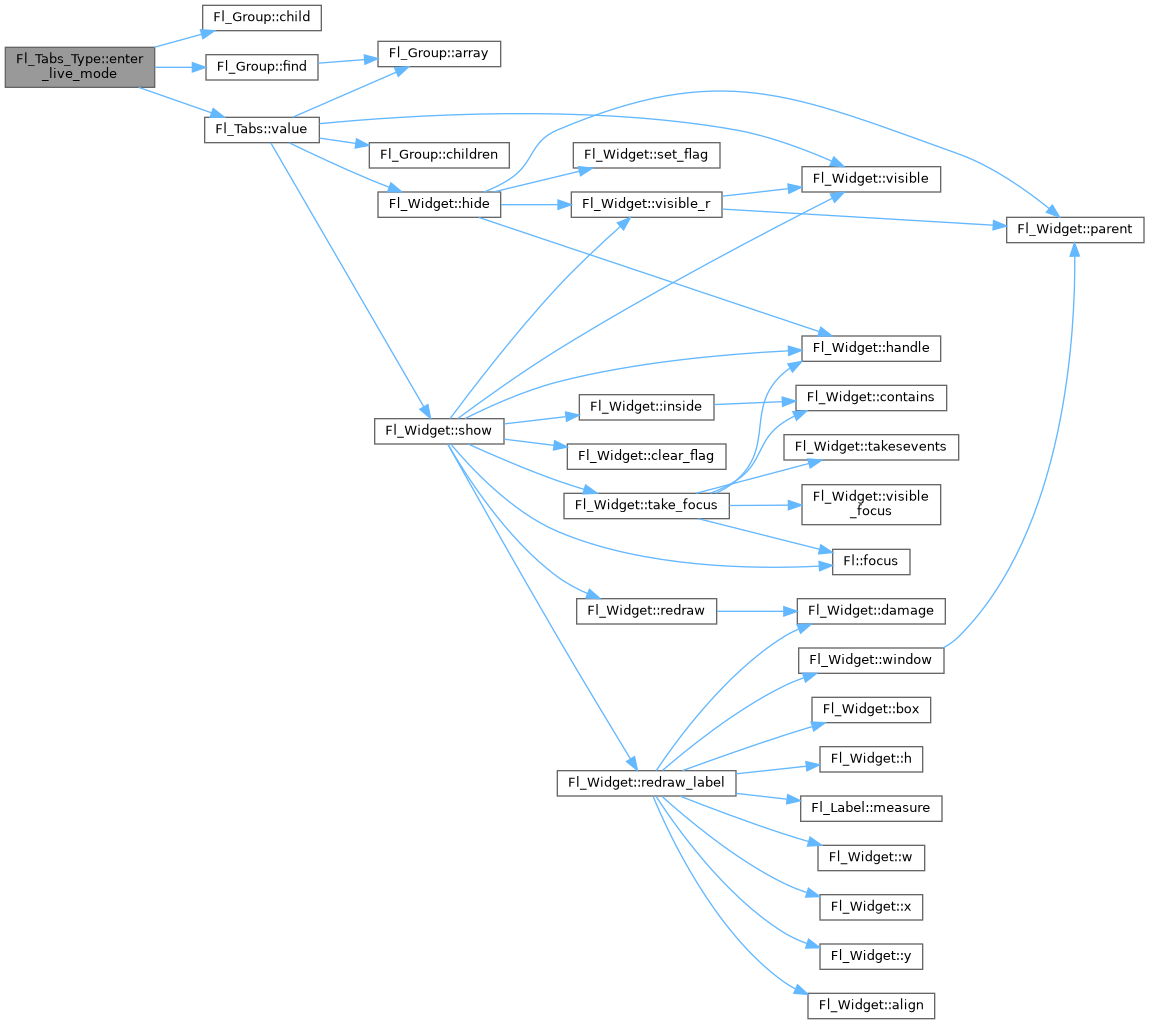 Fl_Group::child
Fl_Tabs_Type::enter
_live_mode
Fl_Group::find
Fl_Group::array
Fl_Tabs::value
Fl_Group::children
Fl_Widget::set_flag
Fl_Widget::visible
Fl_Widget::hide
Fl_Widget::visible_r
Fl_Widget::parent
Fl_Widget::handle
Fl_Widget::contains
Fl_Widget::inside
Fl_Widget::show
Fl_Widget::takesevents
Fl_Widget::clear_flag
Fl_Widget::visible
_focus
Fl_Widget::take_focus
Fl::focus
Fl_Widget::redraw
Fl_Widget::damage
Fl_Widget::window
Fl_Widget::box
Fl_Widget::h
Fl_Widget::redraw_label
Fl_Label::measure
Fl_Widget::w
Fl_Widget::x
Fl_Widget::y
Fl_Widget::align